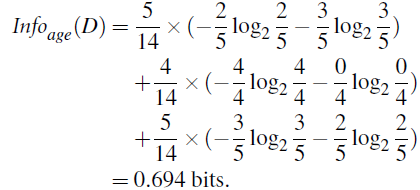 Info_age(D) = 5/14 × (−2/5 log₂ 2/5 − 3/5 log₂ 3/5)
+ 4/14 × (−4/4 log₂ 4/4 − 0/4 log₂ 0/4)
+ 5/14 × (−3/5 log₂ 3/5 − 2/5 log₂ 2/5)
= 0.694 bits.